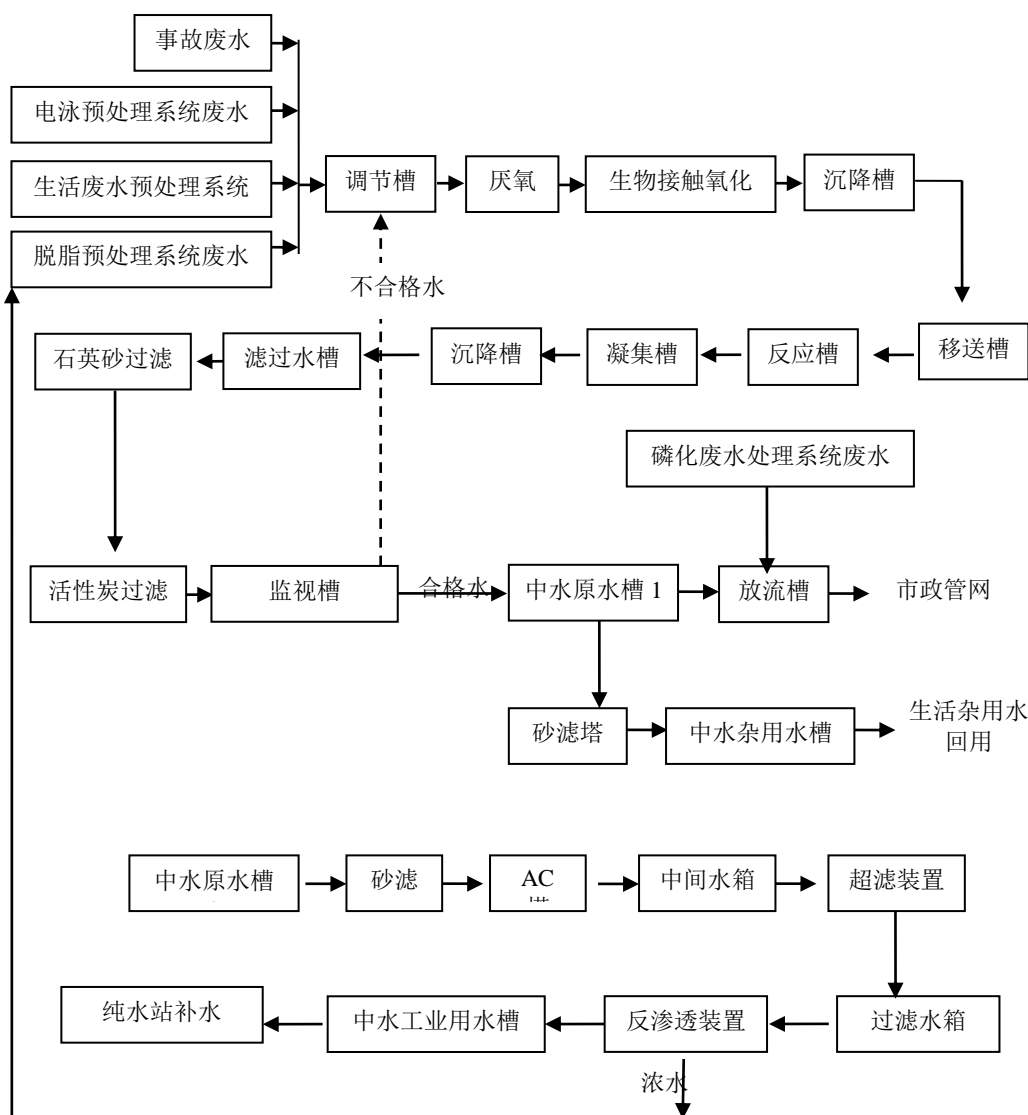 事故废水
电泳预处理系统废水
生活废水预处理系统
脱脂预处理系统废水
调节槽
厌氧
生物接触氧化
沉降槽
不合格水
石英砂过滤
滤过水槽
沉降槽
凝集槽
反应槽
移送槽
磷化废水处理系统废水
活性炭过滤
监视槽
合格水
中水原水槽 1
放流槽
市政管网
砂滤塔
中水杂用水槽
生活杂用水
回用
中水原水槽
砂滤
AC
中间水箱
超滤装置
纯水站补水
中水工业用水槽
反渗透装置
过滤水箱
浓水